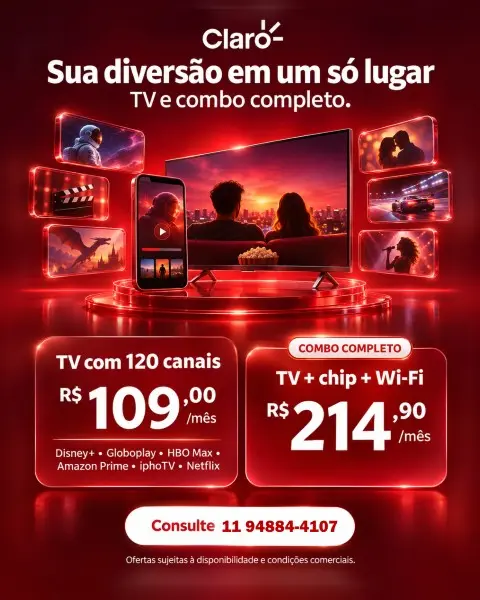 Claro
Sua diversão em um só lugar
TV e combo completo.
TV com 120 canais
R$ 109,00
/mês
Disney+ • Globoplay • HBO Max •
Amazon Prime • iphoTV • Netflix
COMBO COMPLETO
TV + chip + Wi-Fi
R$ 214,90
/mês
Consulte 11 94884-4107
Ofertas sujeitas à disponibilidade e condições comerciais.